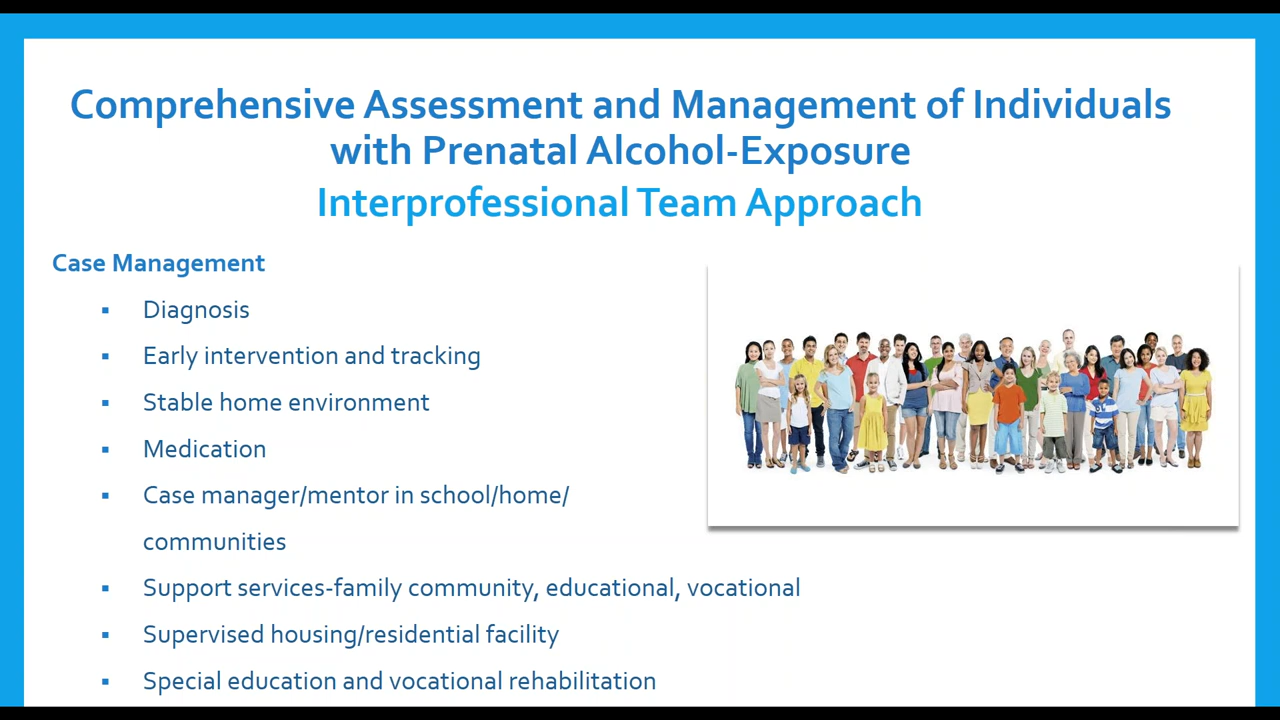 Comprehensive Assessment and Management of Individuals
with Prenatal Alcohol-Exposure
Interprofessional Team Approach
Case Management
▪ Diagnosis
▪ Early intervention and tracking
▪ Stable home environment
▪ Medication
▪ Case manager/mentor in school/home/
communities
▪ Support services-family community, educational, vocational
▪ Supervised housing/residential facility
▪ Special education and vocational rehabilitation